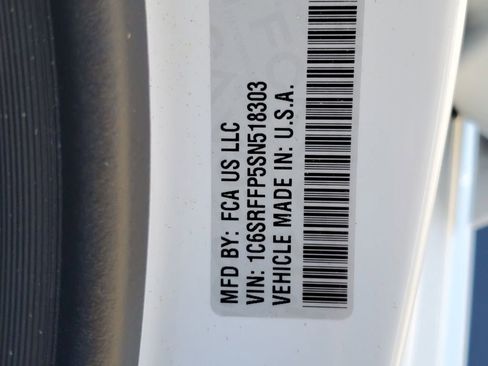 MFD BY: FCA US LLC
VIN: 1C6SRFFP5SN518303
VEHICLE MADE IN: U.S.A.